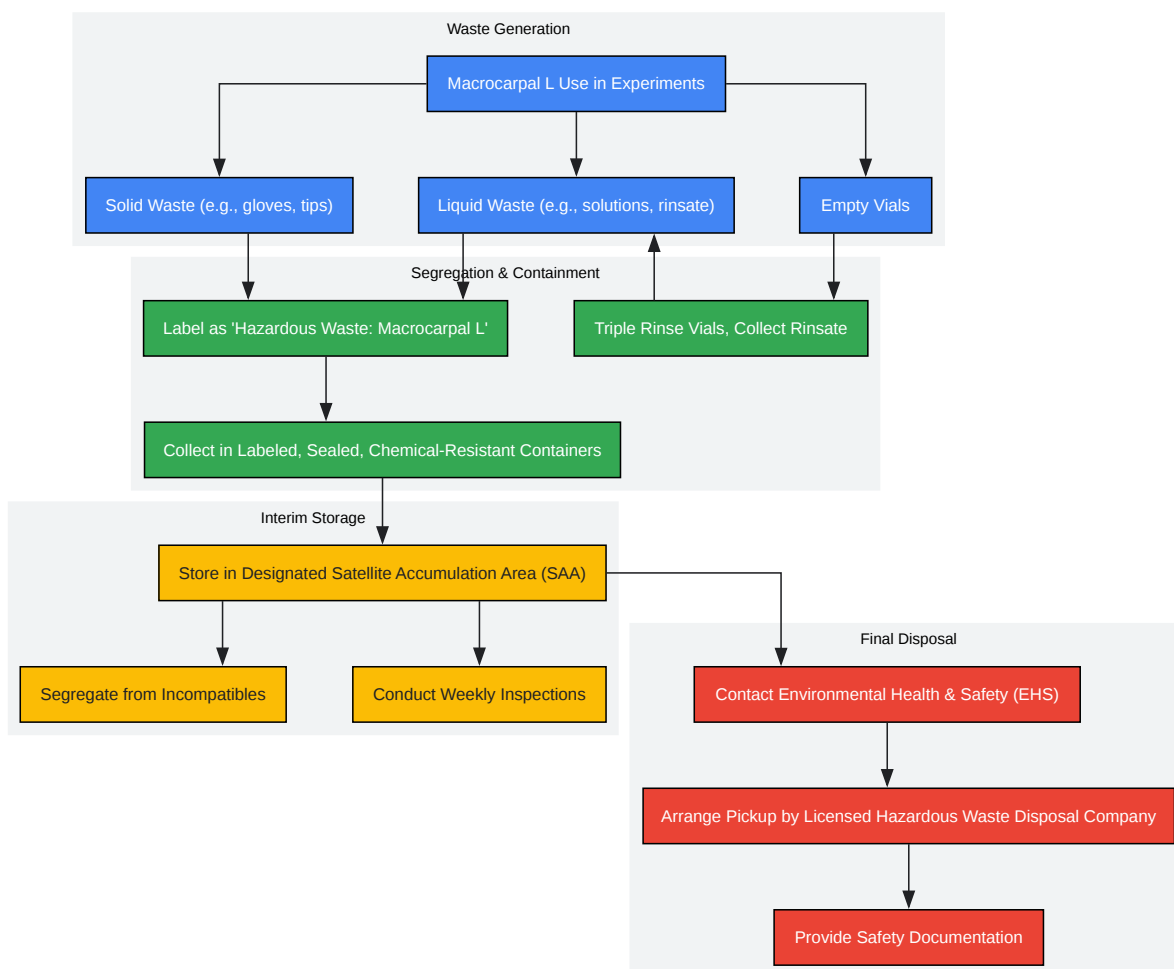 Waste Generation
Macrocarpal L Use in Experiments
Solid Waste (e.g., gloves, tips)
Liquid Waste (e.g., solutions, rinsate)
Empty Vials
Segregation & Containment
Label as 'Hazardous Waste: Macrocarpal L'
Triple Rinse Vials, Collect Rinsate
Collect in Labeled, Sealed, Chemical-Resistant Containers
Interim Storage
Store in Designated Satellite Accumulation Area (SAA)
Segregate from Incompatibles
Conduct Weekly Inspections
Final Disposal
Contact Environmental Health & Safety (EHS)
Arrange Pickup by Licensed Hazardous Waste Disposal Company
Provide Safety Documentation